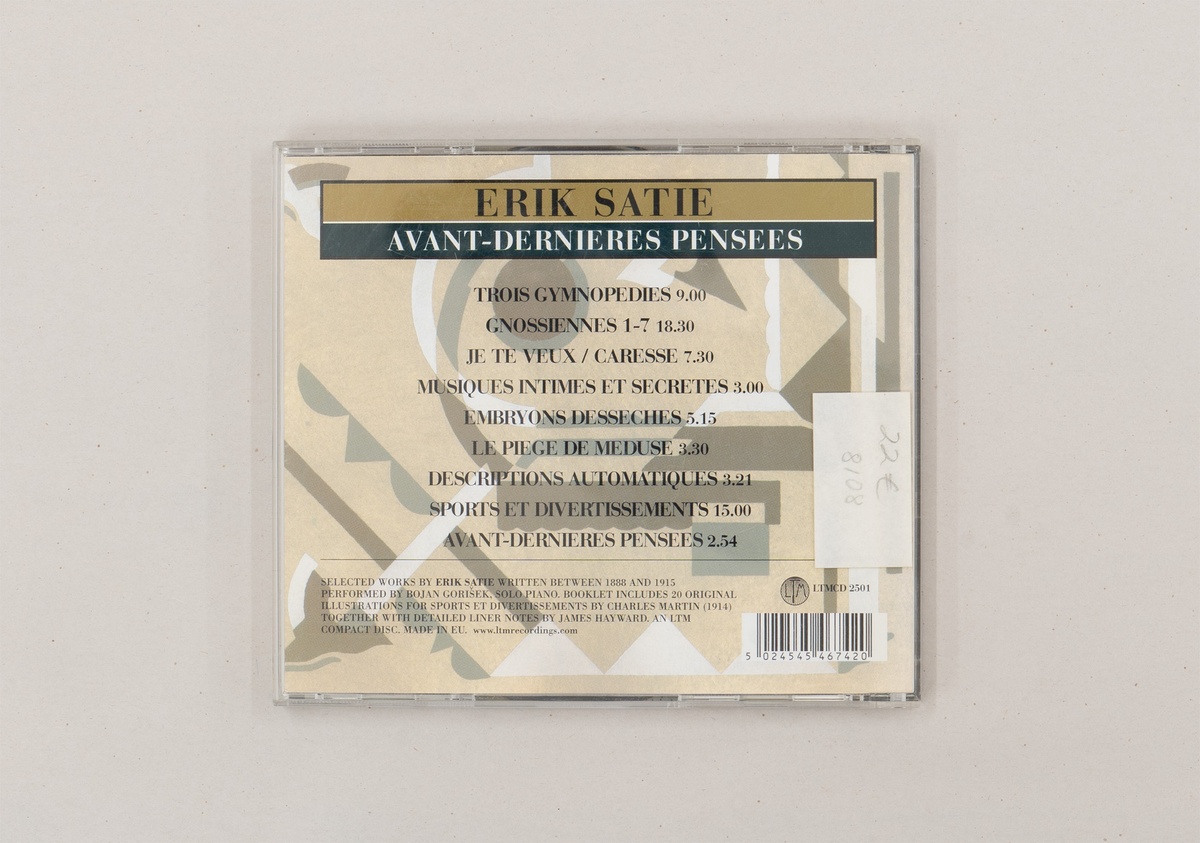 ERIK SATIE
AVANT-DERNIERES PENSEES
TROIS GYMNOPEDIES 9.00
GNOSSIENNES 1-7 18.30
JE TE VEUX / CARESSE 7.30
MUSIQUES INTIMES ET SECRETES 3.00
EMBRYONS DESSECHES 5.15
LE PIEGE DE MEDUSE 3.30
DESCRIPTIONS AUTOMATIQUES 3.21
SPORTS ET DIVERTISSEMENTS 15.00
AVANT-DERNIERES PENSEES 2.54
22€
8108
SELECTED WORKS BY ERIK SATIE WRITTEN BETWEEN 1888 AND 1915
PERFORMED BY BOJAN GORIŠEK, SOLO PIANO. BOOKLET INCLUDES 20 ORIGINAL
ILLUSTRATIONS FOR SPORTS ET DIVERTISSEMENTS BY CHARLES MARTIN (1914)
TOGETHER WITH DETAILED LINER NOTES BY JAMES HAYWARD. AN LTM
COMPACT DISC. MADE IN EU. www.ltmrecordings.com
LTM
LTMCD 2501
5 024545 467420